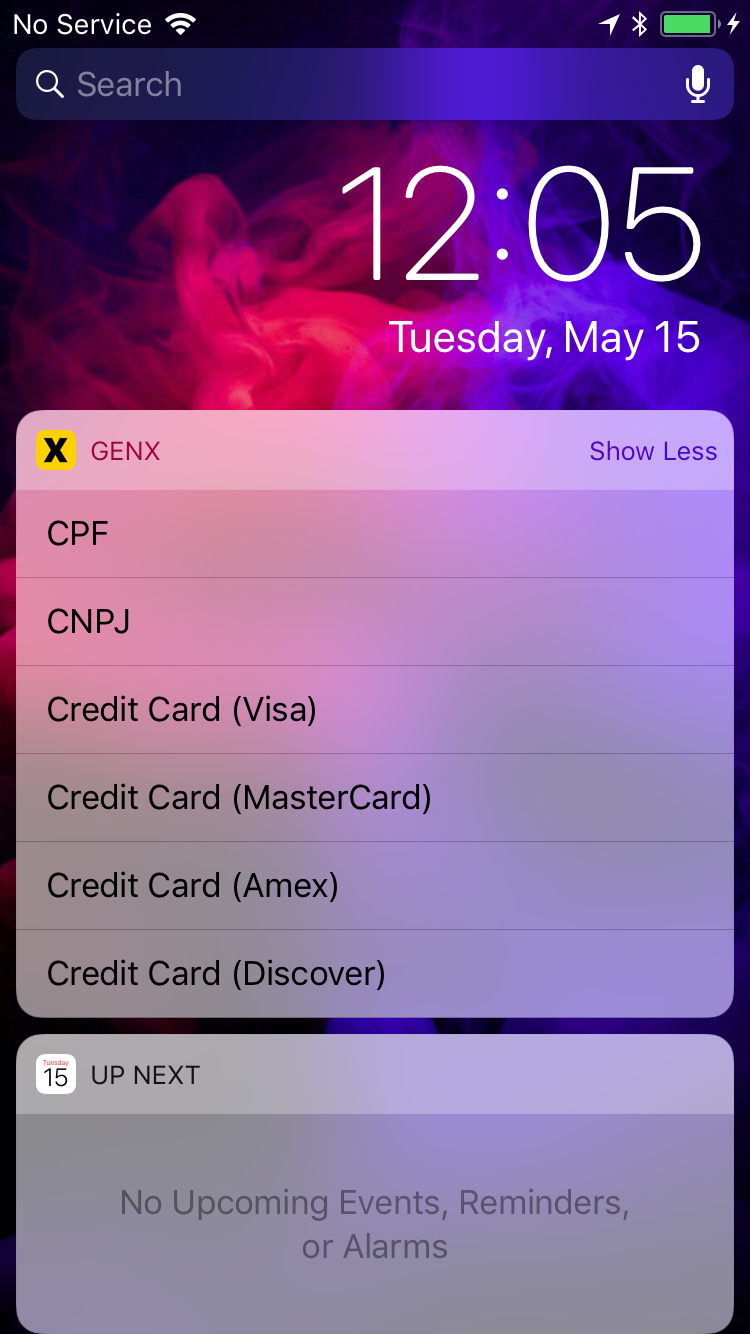 No Service
Search
12:05
Tuesday, May 15
X GENX Show Less
CPF
CNPJ
Credit Card (Visa)
Credit Card (MasterCard)
Credit Card (Amex)
Credit Card (Discover)
Tuesday
15 UP NEXT
No Upcoming Events, Reminders,
or Alarms